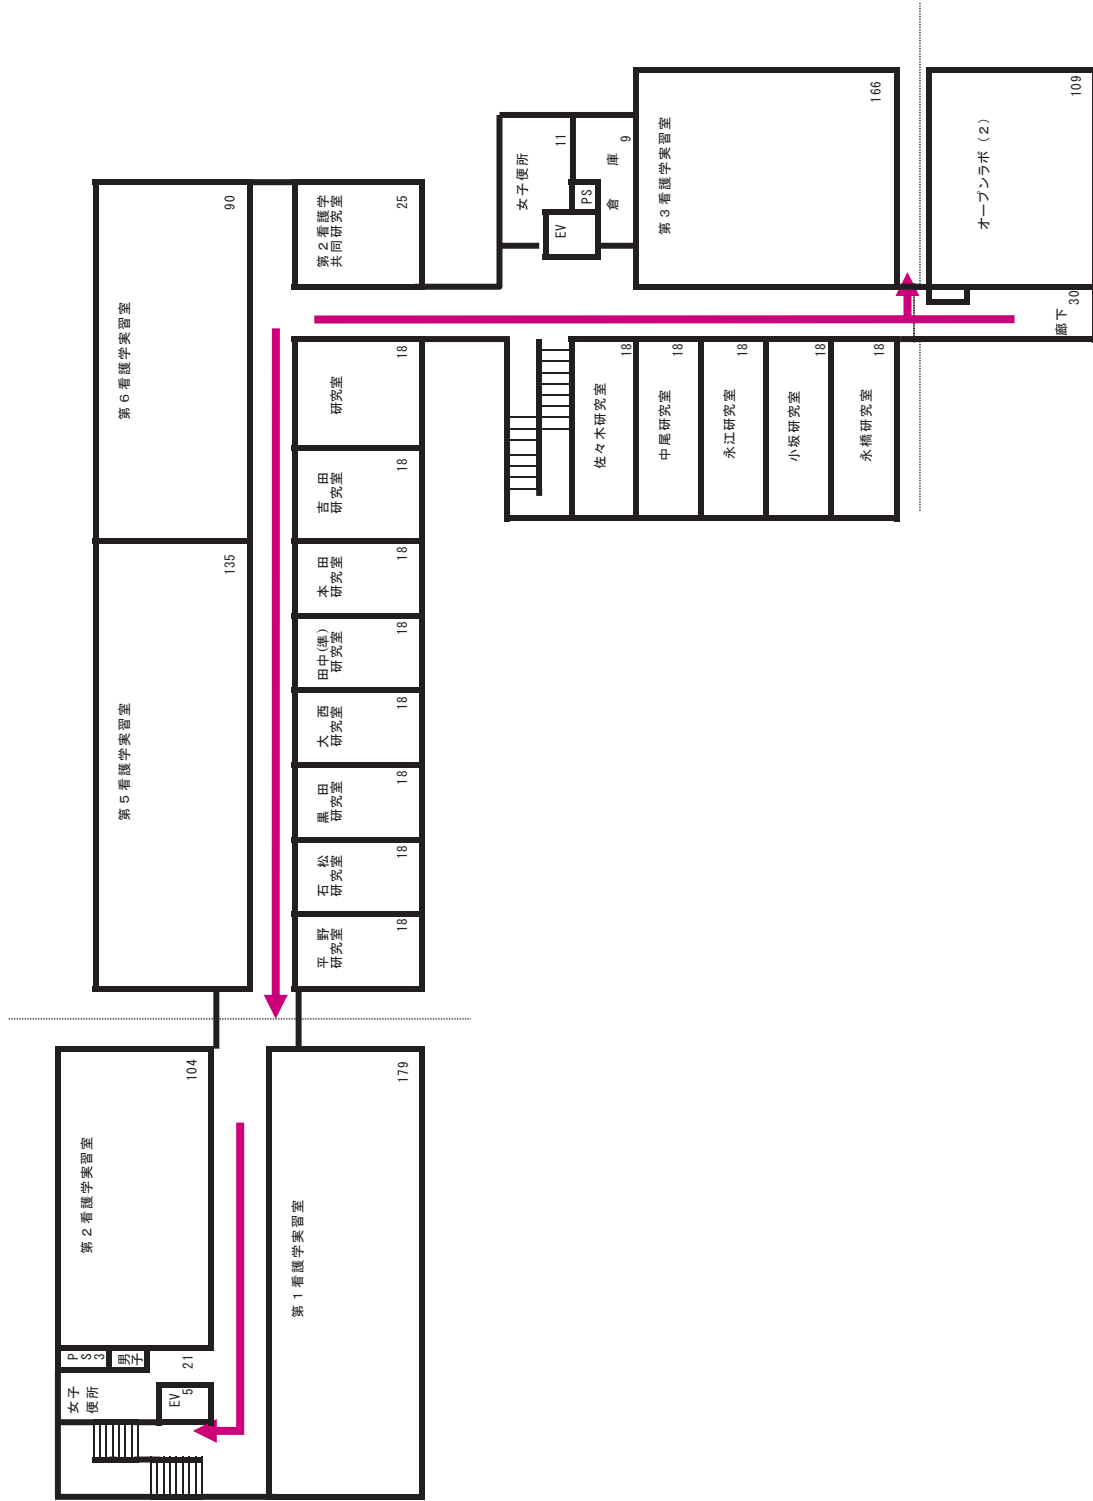 第６看護学実習室
90
第２看護学
共同研究室
25
女子便所
11
EV
PS
倉庫
9
第３看護学実習室
166
オープンラボ（２）
109
廊下
30
研究室
18
吉田
研究室
18
本田
研究室
18
田中(準)
研究室
18
大西
研究室
18
黒田
研究室
18
石松
研究室
18
平野
研究室
18
佐々木研究室
18
中尾研究室
18
永江研究室
18
小坂研究室
18
永橋研究室
18
第５看護学実習室
135
第２看護学実習室
104
第１看護学実習室
179
PS
3
男子
女子
便所
21
EV
5